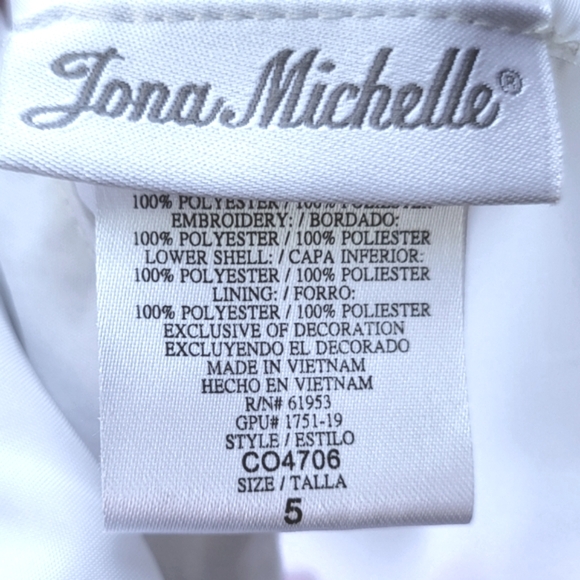 Jona Michelle®
100% POLYESTER / 100% POLIESTER
EMBROIDERY: / BORDADO:
100% POLYESTER / 100% POLIESTER
LOWER SHELL: / CAPA INFERIOR:
100% POLYESTER / 100% POLIESTER
LINING: / FORRO:
100% POLYESTER / 100% POLIESTER
EXCLUSIVE OF DECORATION
EXCLUYENDO EL DECORADO
MADE IN VIETNAM
HECHO EN VIETNAM
R/N# 61953
GPU# 1751-19
STYLE / ESTILO
CO4706
SIZE / TALLA
5